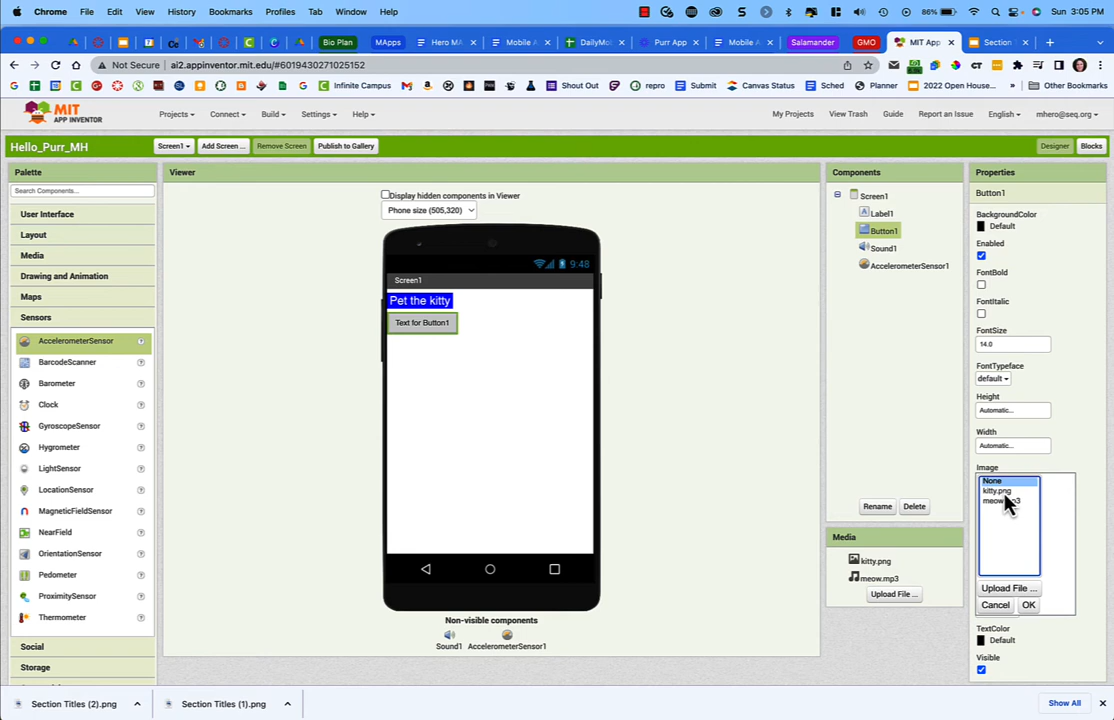 Chrome File Edit View History Bookmarks Profiles Tab Window Help 86% Sun 3:05 PM
Bio Plan MApps Hero MA Mobile A DailyMo Purr App Mobile A Salamander GMO MIT App Section
Not Secure ai2.appinventor.mit.edu/#6019430271025152
Infinite Campus Shout Out repro Submit Canvas Status Sched Planner 2022 Open House... Other Bookmarks
MIT APP INVENTOR Projects Connect Build Settings Help My Projects View Trash Guide Report an Issue English mhero@seq.org
Hello_Purr_MH Screen1 Add Screen ... Remove Screen Publish to Gallery Designer Blocks
Palette Viewer Components Properties
Search Components...
User Interface
Layout
Media
Drawing and Animation
Maps
Sensors
AccelerometerSensor
BarcodeScanner
Barometer
Clock
GyroscopeSensor
Hygrometer
LightSensor
LocationSensor
MagneticFieldSensor
NearField
OrientationSensor
Pedometer
ProximitySensor
Thermometer
Social
Storage
Display hidden components in Viewer
Phone size (505,320)
9:48
Screen1
Pet the kitty
Text for Button1
Non-visible components
Sound1 AccelerometerSensor1
Screen1
Label1
Button1
Sound1
AccelerometerSensor1
Rename Delete
Media
kitty.png
meow.mp3
Upload File ...
Button1
BackgroundColor
Default
Enabled
FontBold
FontItalic
FontSize
14.0
FontTypeface
default
Height
Automatic...
Width
Automatic...
Image
None
kitty.png
Upload File ...
Cancel OK
TextColor
Default
Visible
Section Titles (2).png Section Titles (1).png Show All